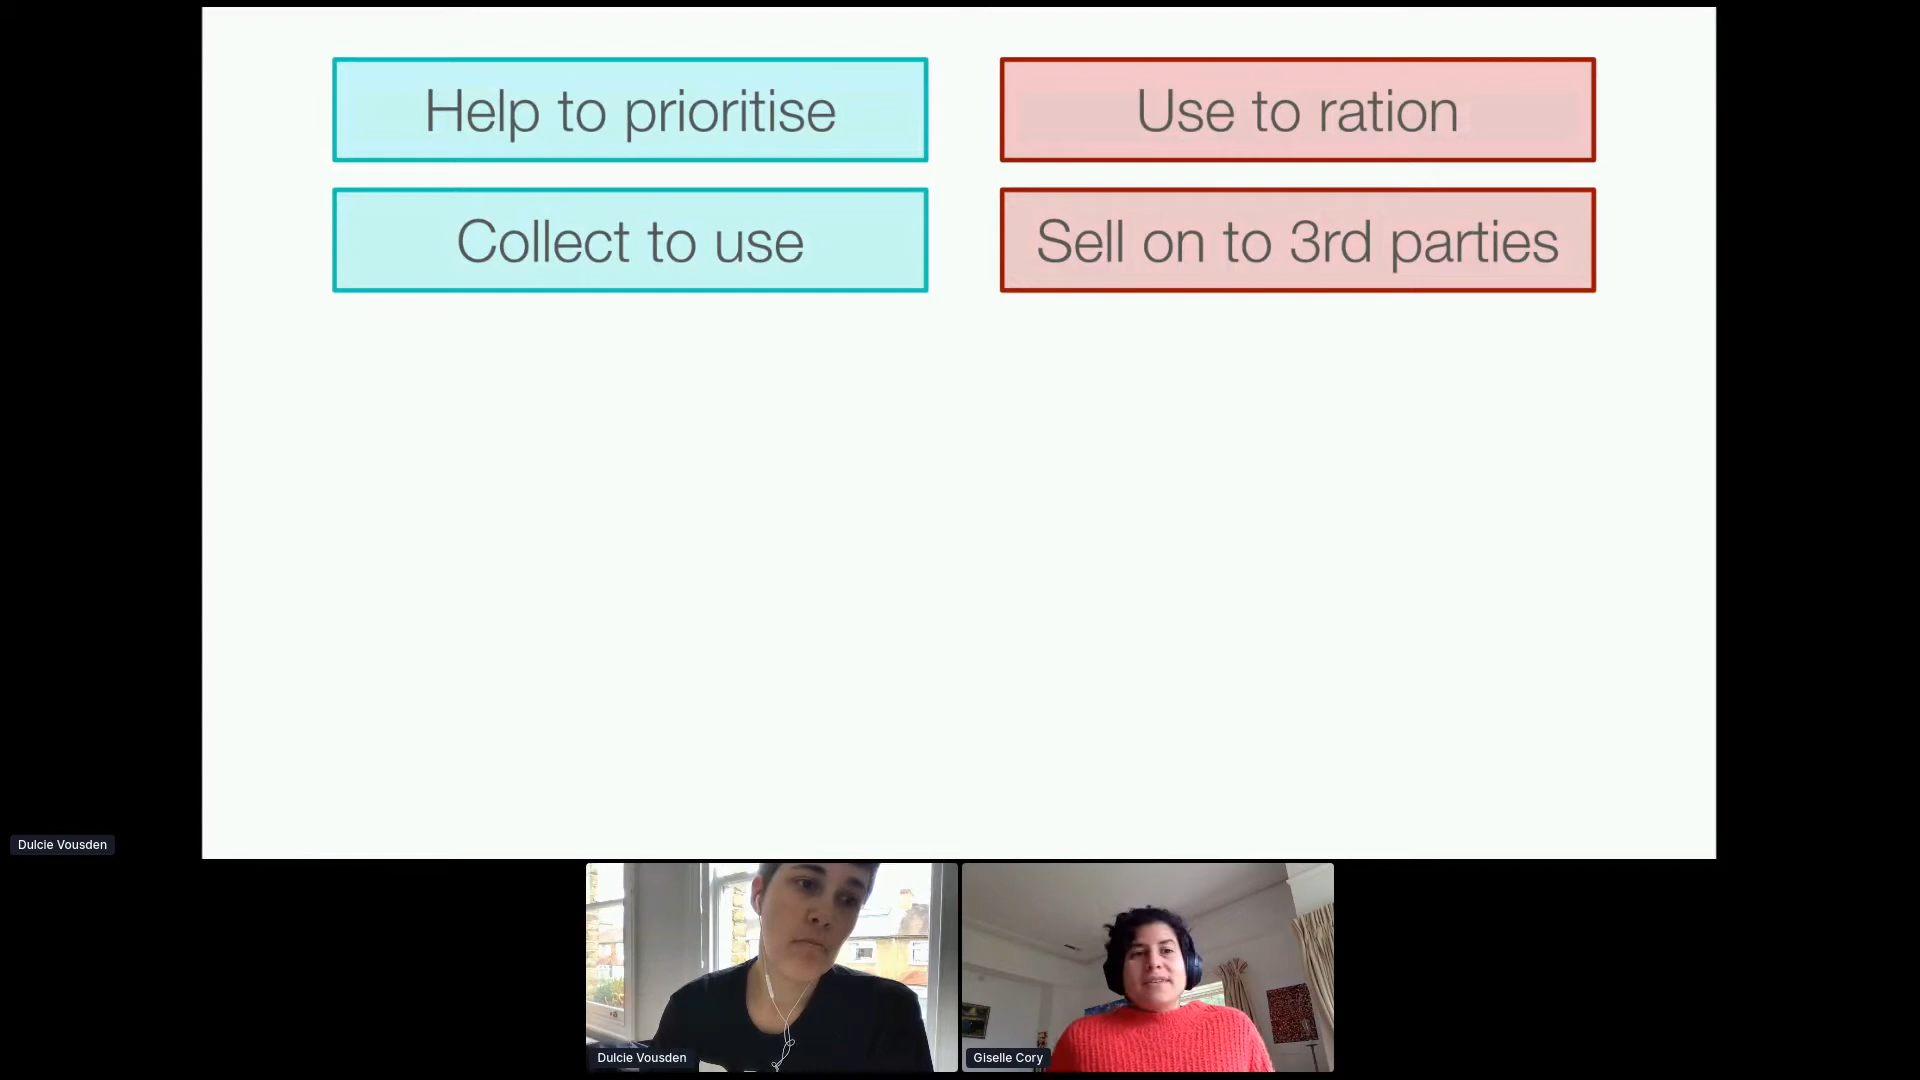 Help to prioritise
Use to ration
Collect to use
Sell on to 3rd parties
Dulcie Vousden
Dulcie Vousden
Giselle Cory